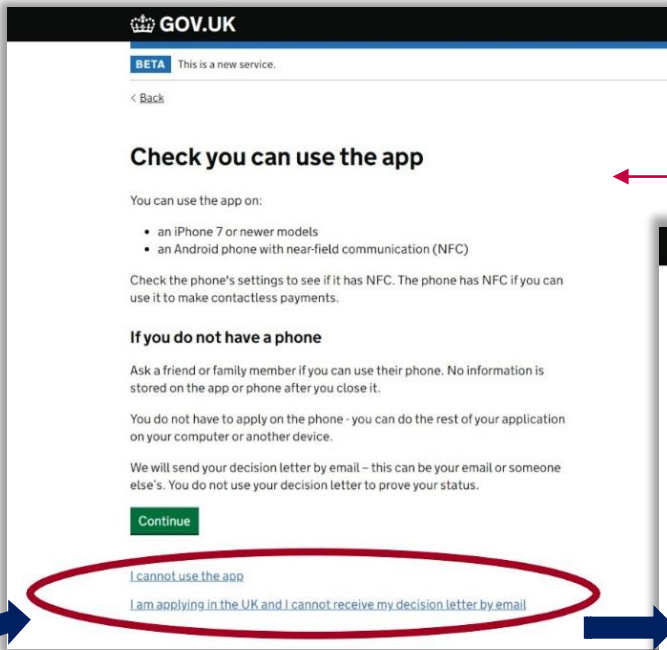 GOV.UK
BETA This is a new service.
< Back
Check you can use the app
You can use the app on:
• an iPhone 7 or newer models
• an Android phone with near-field communication (NFC)
Check the phone's settings to see if it has NFC. The phone has NFC if you can
use it to make contactless payments.
If you do not have a phone
Ask a friend or family member if you can use their phone. No information is
stored on the app or phone after you close it.
You do not have to apply on the phone - you can do the rest of your application
on your computer or another device.
We will send your decision letter by email – this can be your email or someone
else's. You do not use your decision letter to prove your status.
Continue
I cannot use the app
I am applying in the UK and I cannot receive my decision letter by email